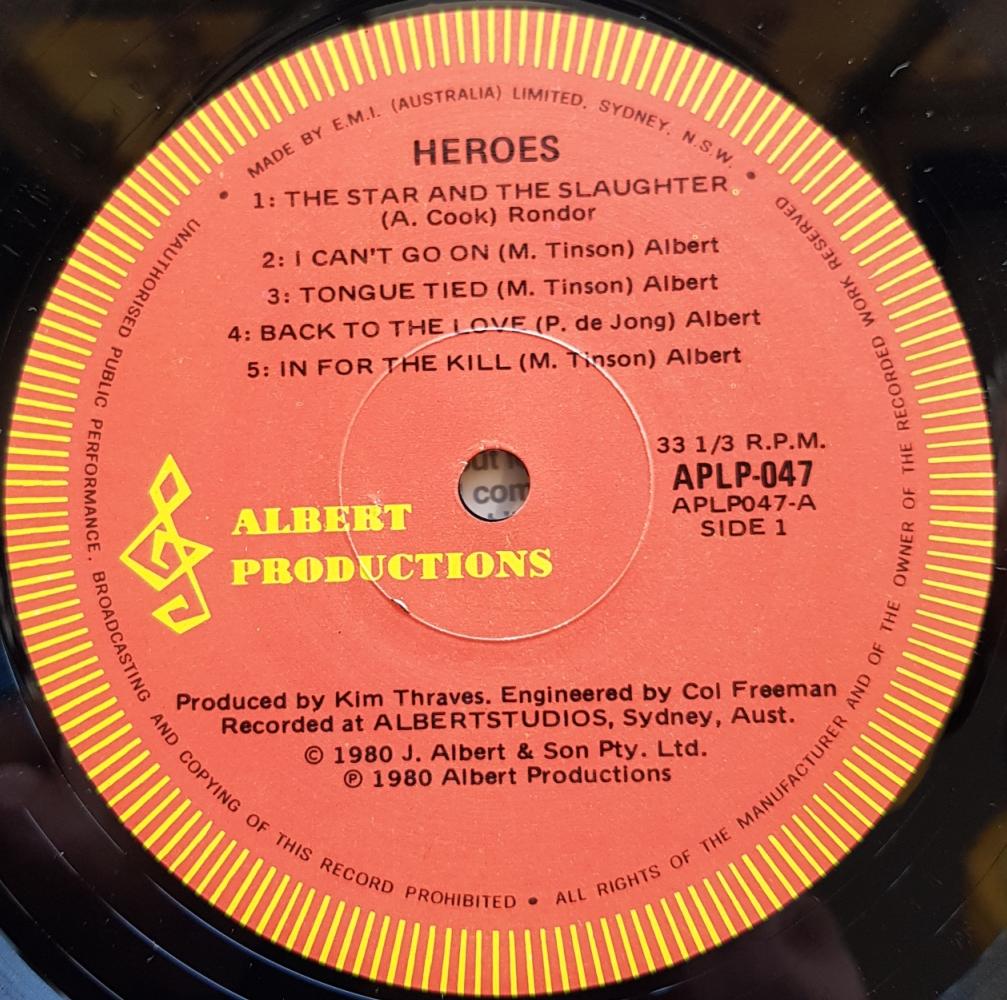 MADE BY E.M.I. (AUSTRALIA) LIMITED. SYDNEY. N.S.W.
HEROES
1: THE STAR AND THE SLAUGHTER
(A. Cook) Rondor
2: I CAN'T GO ON (M. Tinson) Albert
3: TONGUE TIED (M. Tinson) Albert
4: BACK TO THE LOVE (P. de Jong) Albert
5: IN FOR THE KILL (M. Tinson) Albert
33 1/3 R.P.M.
APLP-047
APLP047-A
SIDE 1
com
ALBERT
PRODUCTIONS
Produced by Kim Thraves. Engineered by Col Freeman
Recorded at ALBERTSTUDIOS, Sydney, Aust.
© 1980 J. Albert & Son Pty. Ltd.
℗ 1980 Albert Productions
UNAUTHORISED PUBLIC PERFORMANCE. BROADCASTING AND COPYING OF THIS RECORD PROHIBITED • ALL RIGHTS OF THE MANUFACTURER AND OF THE OWNER OF THE RECORDED WORK RESERVED